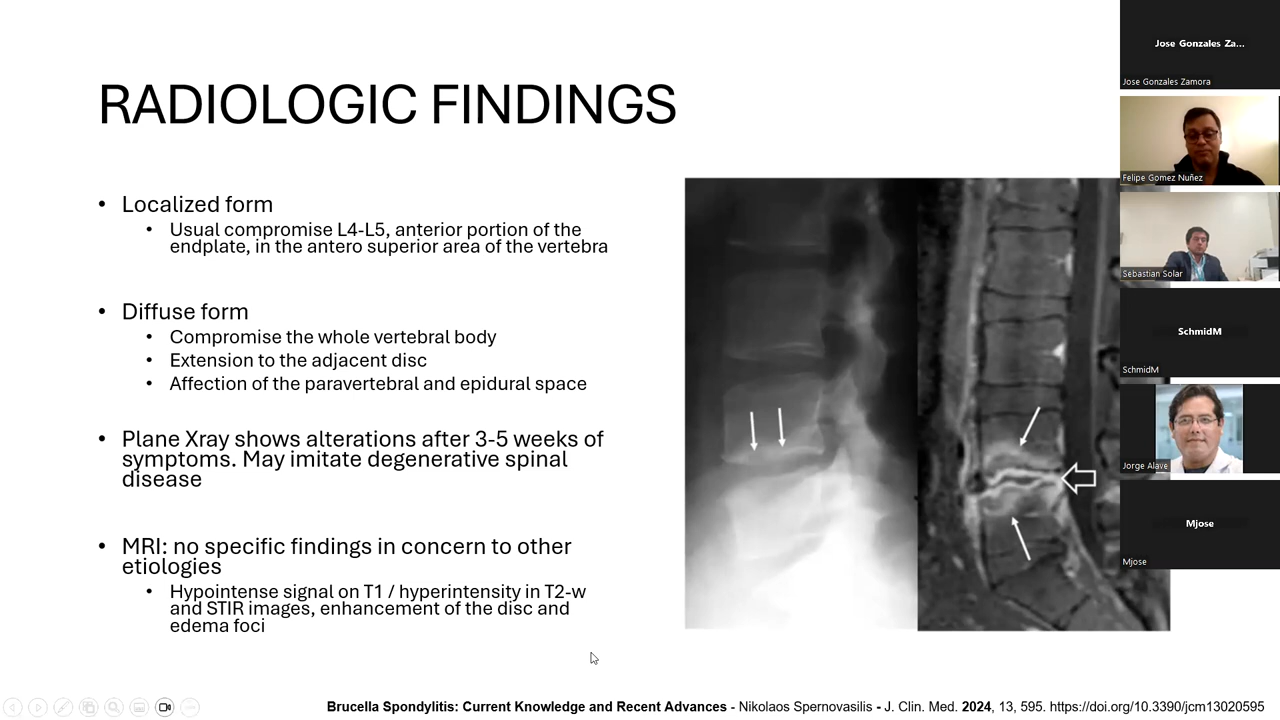 RADIOLOGIC FINDINGS
• Localized form
• Usual compromise L4-L5, anterior portion of the
endplate, in the antero superior area of the vertebra
• Diffuse form
• Compromise the whole vertebral body
• Extension to the adjacent disc
• Affection of the paravertebral and epidural space
• Plane Xray shows alterations after 3-5 weeks of
symptoms. May imitate degenerative spinal
disease
• MRI: no specific findings in concern to other
etiologies
• Hypointense signal on T1 / hyperintensity in T2-w
and STIR images, enhancement of the disc and
edema foci
Brucella Spondylitis: Current Knowledge and Recent Advances - Nikolaos Spernovasilis - J. Clin. Med. 2024, 13, 595. https://doi.org/10.3390/jcm13020595
Jose Gonzales Za...
Jose Gonzales Zamora
Felipe Gomez Nuñez
Sebastian Solar
SchmidM
SchmidM
Jorge Alave
Mjose
Mjose